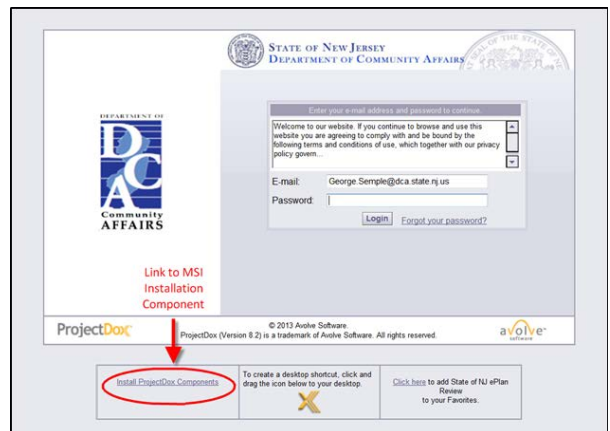 STATE OF NEW JERSEY
DEPARTMENT OF COMMUNITY AFFAIRS
THE STATE
DEPARTMENT OF
DCA
Community
AFFAIRS
Enter your e-mail address and password to continue.
Welcome to our website. If you continue to browse and use this
website you are agreeing to comply with and be bound by the
following terms and conditions of use, which together with our privacy
policy govern...
E-mail: George.Semple@dca.state.nj.us
Password:
Login Forgot your password?
Link to MSI
Installation
Component
ProjectDox
© 2013 Avolve Software.
ProjectDox (Version 8.2) is a trademark of Avolve Software. All rights reserved.
avolve
software
Install ProjectDox Components
To create a desktop shortcut, click and
drag the icon below to your desktop.
Click here to add State of NJ ePlan
Review
to your Favorites.